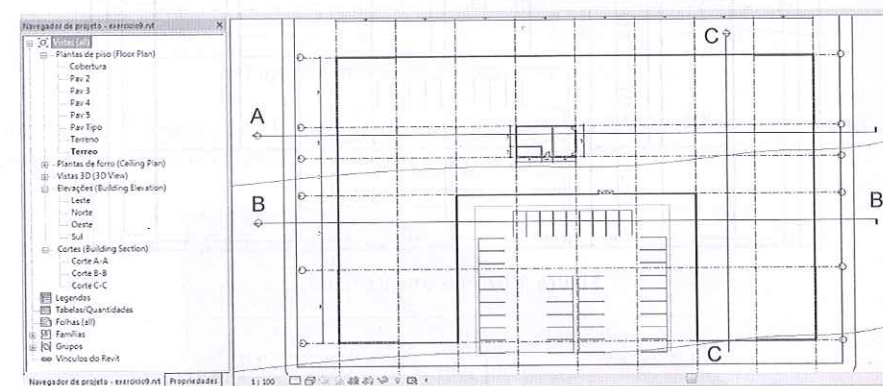 Navegador de projeto - exercicio9.rvt
Vistas (all)
Plantas de piso (Floor Plan)
Cobertura
Pav 2
Pav 3
Pav 4
Pav 5
Pav Tipo
Terreno
Terreo
Plantas de forro (Ceiling Plan)
Vistas 3D (3D View)
Elevações (Building Elevation)
Leste
Norte
Oeste
Sul
Cortes (Building Section)
Corte A-A
Corte B-B
Corte C-C
Legendas
Tabelas/Quantidades
Folhas (all)
Famílias
Grupos
Vínculos do Revit
Navegador de projeto - exercicio9.rvt
Propriedades
C
A
B
B
C
1 : 100